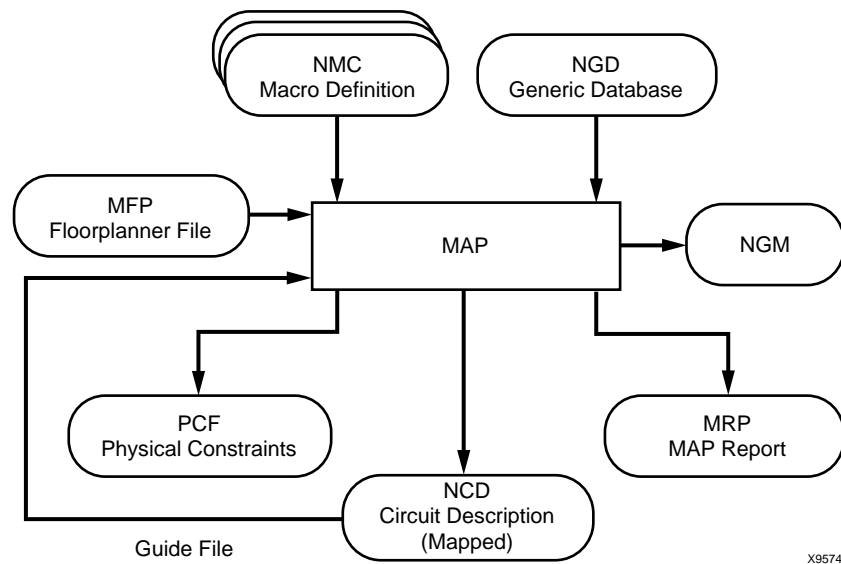 NMC
Macro Definition
NGD
Generic Database
MFP
Floorplanner File
MAP
NGM
PCF
Physical Constraints
MRP
MAP Report
NCD
Circuit Description
(Mapped)
Guide File
X9574